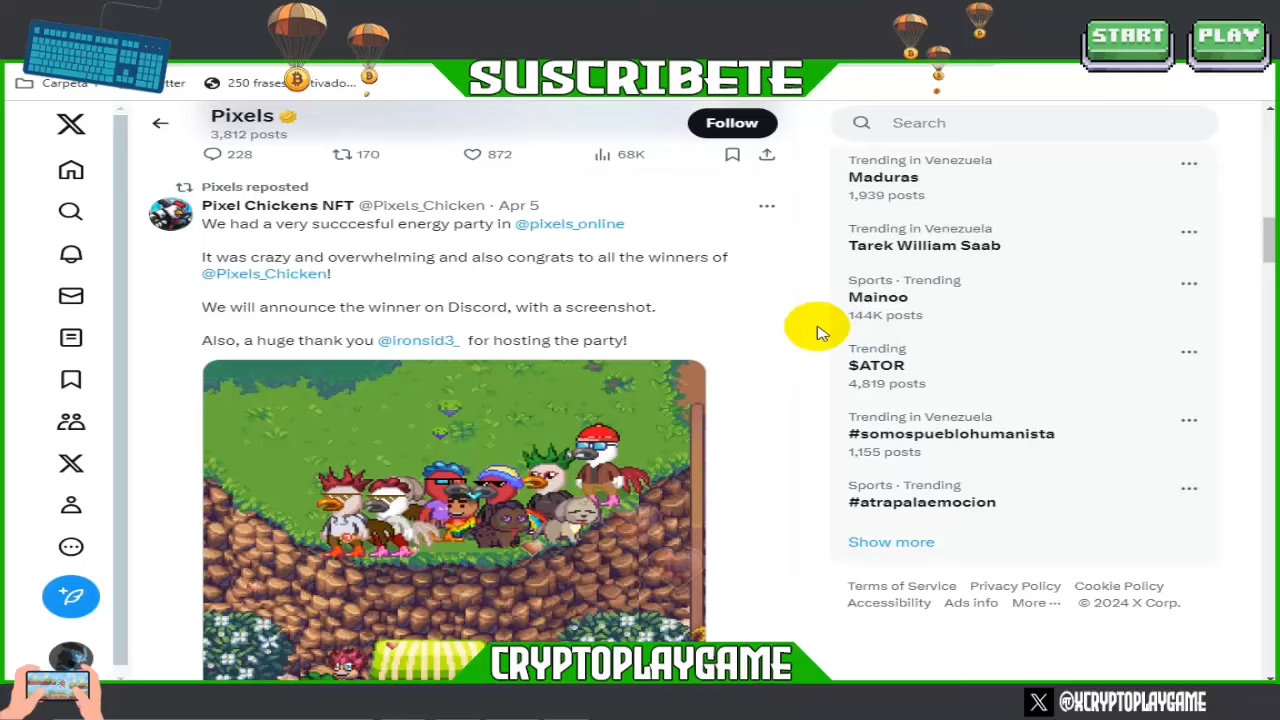 START
PLAY
SUSCRIBETE
Carpeta
tter
250 frases
tivado...
Pixels
3,812 posts
Follow
Search
228
170
872
68K
Pixels reposted
Pixel Chickens NFT @Pixels_Chicken · Apr 5
We had a very succcesful energy party in @pixels_online
It was crazy and overwhelming and also congrats to all the winners of
@Pixels_Chicken!
We will announce the winner on Discord, with a screenshot.
Also, a huge thank you @ironsid3_ for hosting the party!
Trending in Venezuela
Maduras
1,939 posts
Trending in Venezuela
Tarek William Saab
Sports · Trending
Mainoo
144K posts
Trending
$ATOR
4,819 posts
Trending in Venezuela
#somospueblohumanista
1,155 posts
Sports · Trending
#atrapalaemocion
Show more
Terms of Service Privacy Policy Cookie Policy
Accessibility Ads info More ··· © 2024 X Corp.
CRYPTOPLAYGAME
@XCRYPTOPLAYGAME